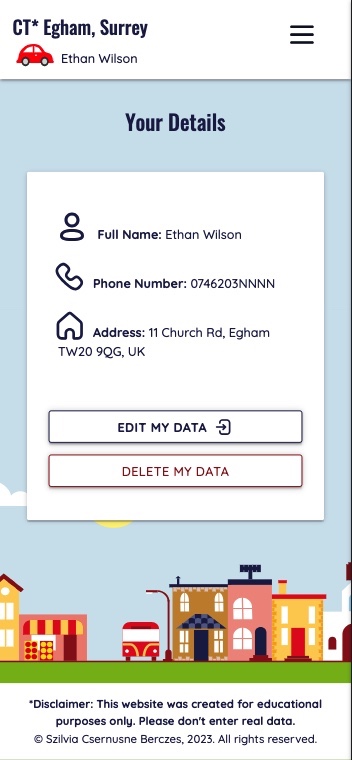 CT* Egham, Surrey
Ethan Wilson
Your Details
Full Name: Ethan Wilson
Phone Number: 0746203NNNN
Address: 11 Church Rd, Egham
TW20 9QG, UK
EDIT MY DATA
DELETE MY DATA
*Disclaimer: This website was created for educational
purposes only. Please don't enter real data.
© Szilvia Csernusne Berczes, 2023. All rights reserved.